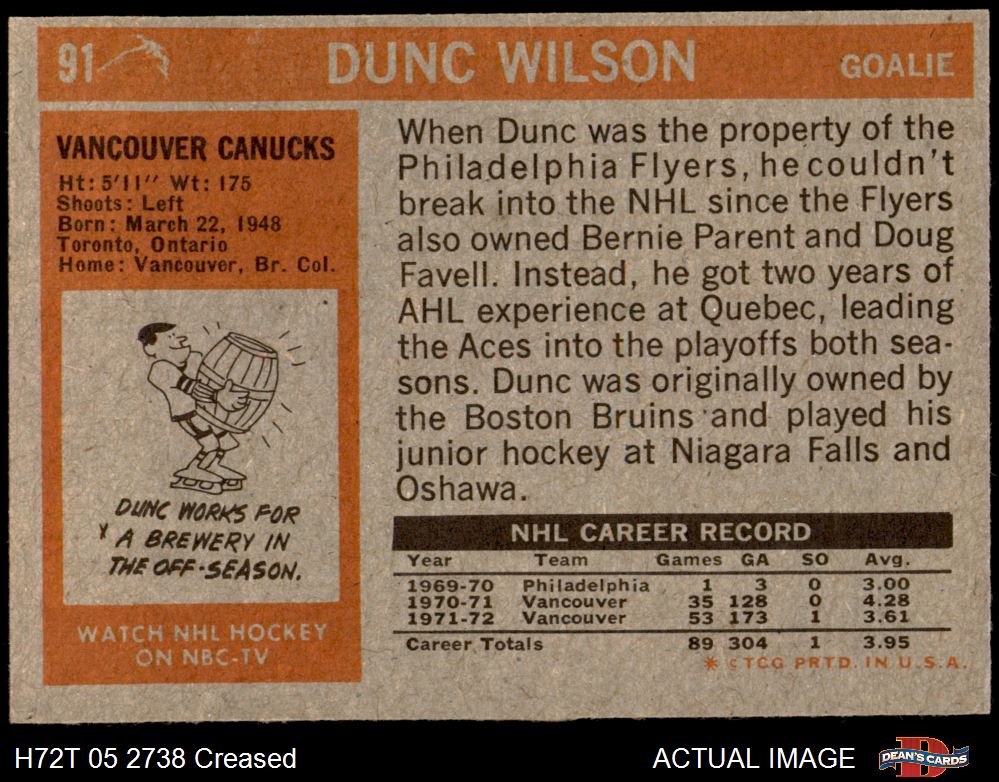 91 DUNC WILSON GOALIE
VANCOUVER CANUCKS
Ht: 5'11" Wt: 175
Shoots: Left
Born: March 22, 1948
Toronto, Ontario
Home: Vancouver, Br. Col.
DUNC WORKS FOR
A BREWERY IN
THE OFF-SEASON.
WATCH NHL HOCKEY
ON NBC-TV
When Dunc was the property of the
Philadelphia Flyers, he couldn't
break into the NHL since the Flyers
also owned Bernie Parent and Doug
Favell. Instead, he got two years of
AHL experience at Quebec, leading
the Aces into the playoffs both sea-
sons. Dunc was originally owned by
the Boston Bruins and played his
junior hockey at Niagara Falls and
Oshawa.
NHL CAREER RECORD
Year Team Games GA SO Avg.
1969-70 Philadelphia 1 3 0 3.00
1970-71 Vancouver 35 128 0 4.28
1971-72 Vancouver 53 173 1 3.61
Career Totals 89 304 1 3.95
* © TCG PRTD. IN U.S.A.
H72T 05 2738 Creased ACTUAL IMAGE DEAN'S CARDS